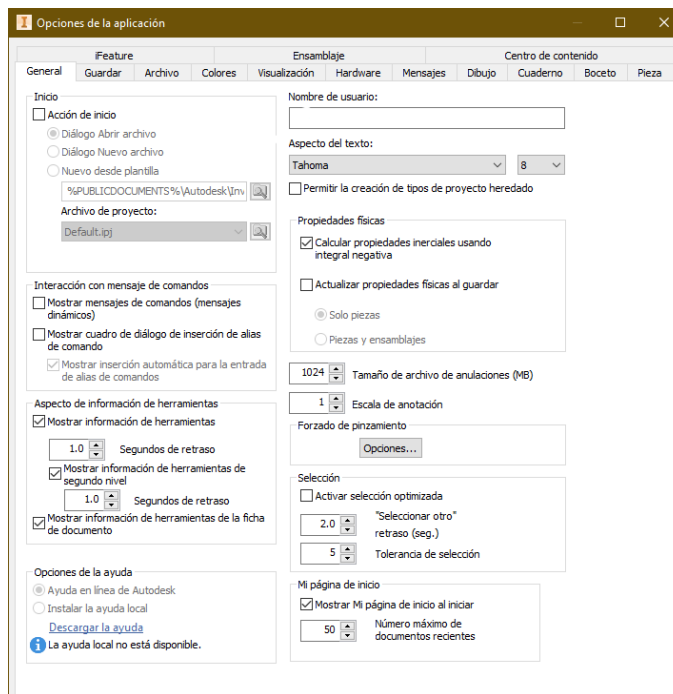 Opciones de la aplicación
iFeature
Ensamblaje
Centro de contenido
General
Guardar
Archivo
Colores
Visualización
Hardware
Mensajes
Dibujo
Cuaderno
Boceto
Pieza
Inicio
Acción de inicio
Diálogo Abrir archivo
Diálogo Nuevo archivo
Nuevo desde plantilla
%PUBLICDOCUMENTS%\Autodesk\Inv
Archivo de proyecto:
Default.ipj
Interacción con mensaje de comandos
Mostrar mensajes de comandos (mensajes
dinámicos)
Mostrar cuadro de diálogo de inserción de alias
de comando
Mostrar inserción automática para la entrada
de alias de comandos
Aspecto de información de herramientas
Mostrar información de herramientas
1.0 Segundos de retraso
Mostrar información de herramientas de
segundo nivel
1.0 Segundos de retraso
Mostrar información de herramientas de la ficha
de documento
Opciones de la ayuda
Ayuda en línea de Autodesk
Instalar la ayuda local
Descargar la ayuda
La ayuda local no está disponible.
Nombre de usuario:
Aspecto del texto:
Tahoma 8
Permitir la creación de tipos de proyecto heredado
Propiedades físicas
Calcular propiedades inerciales usando
integral negativa
Actualizar propiedades físicas al guardar
Solo piezas
Piezas y ensamblajes
1024 Tamaño de archivo de anulaciones (MB)
1 Escala de anotación
Forzado de pinzamiento
Opciones...
Selección
Activar selección optimizada
2.0 "Seleccionar otro"
retraso (seg.)
5 Tolerancia de selección
Mi página de inicio
Mostrar Mi página de inicio al iniciar
50 Número máximo de
documentos recientes